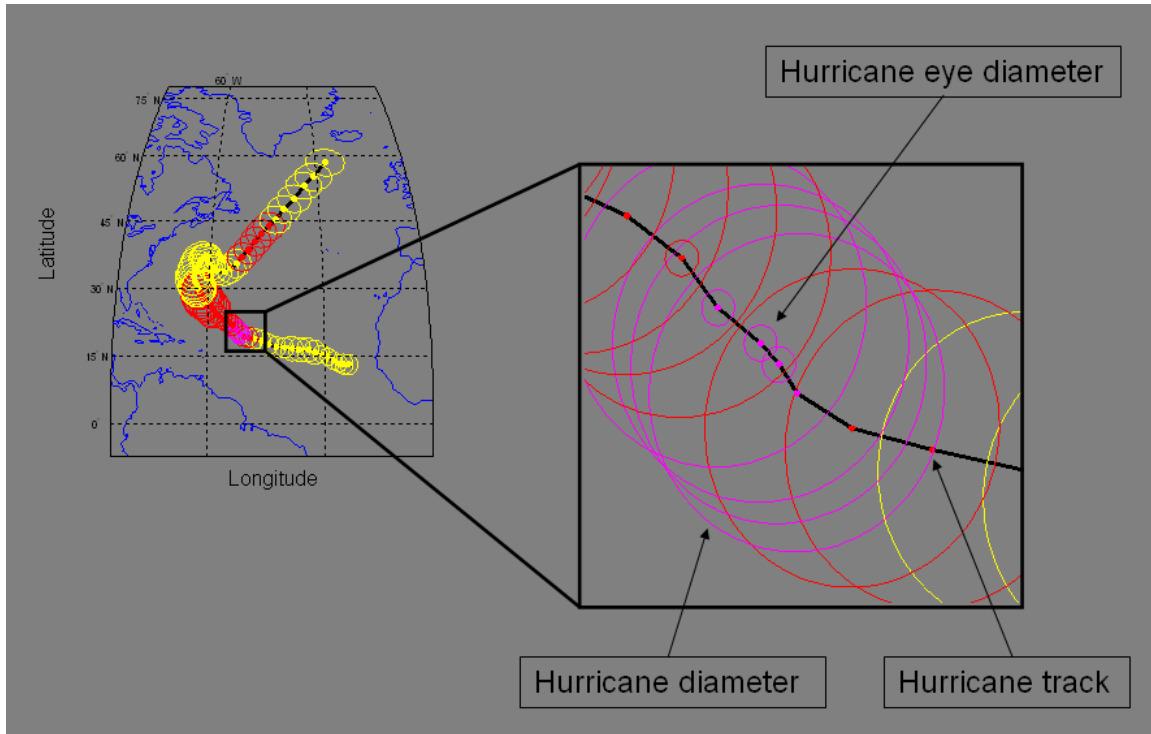 Hurricane eye diameter
60° W
75° N
60° N
45° N
30° N
15° N
0°
Latitude
Longitude
Hurricane diameter
Hurricane track